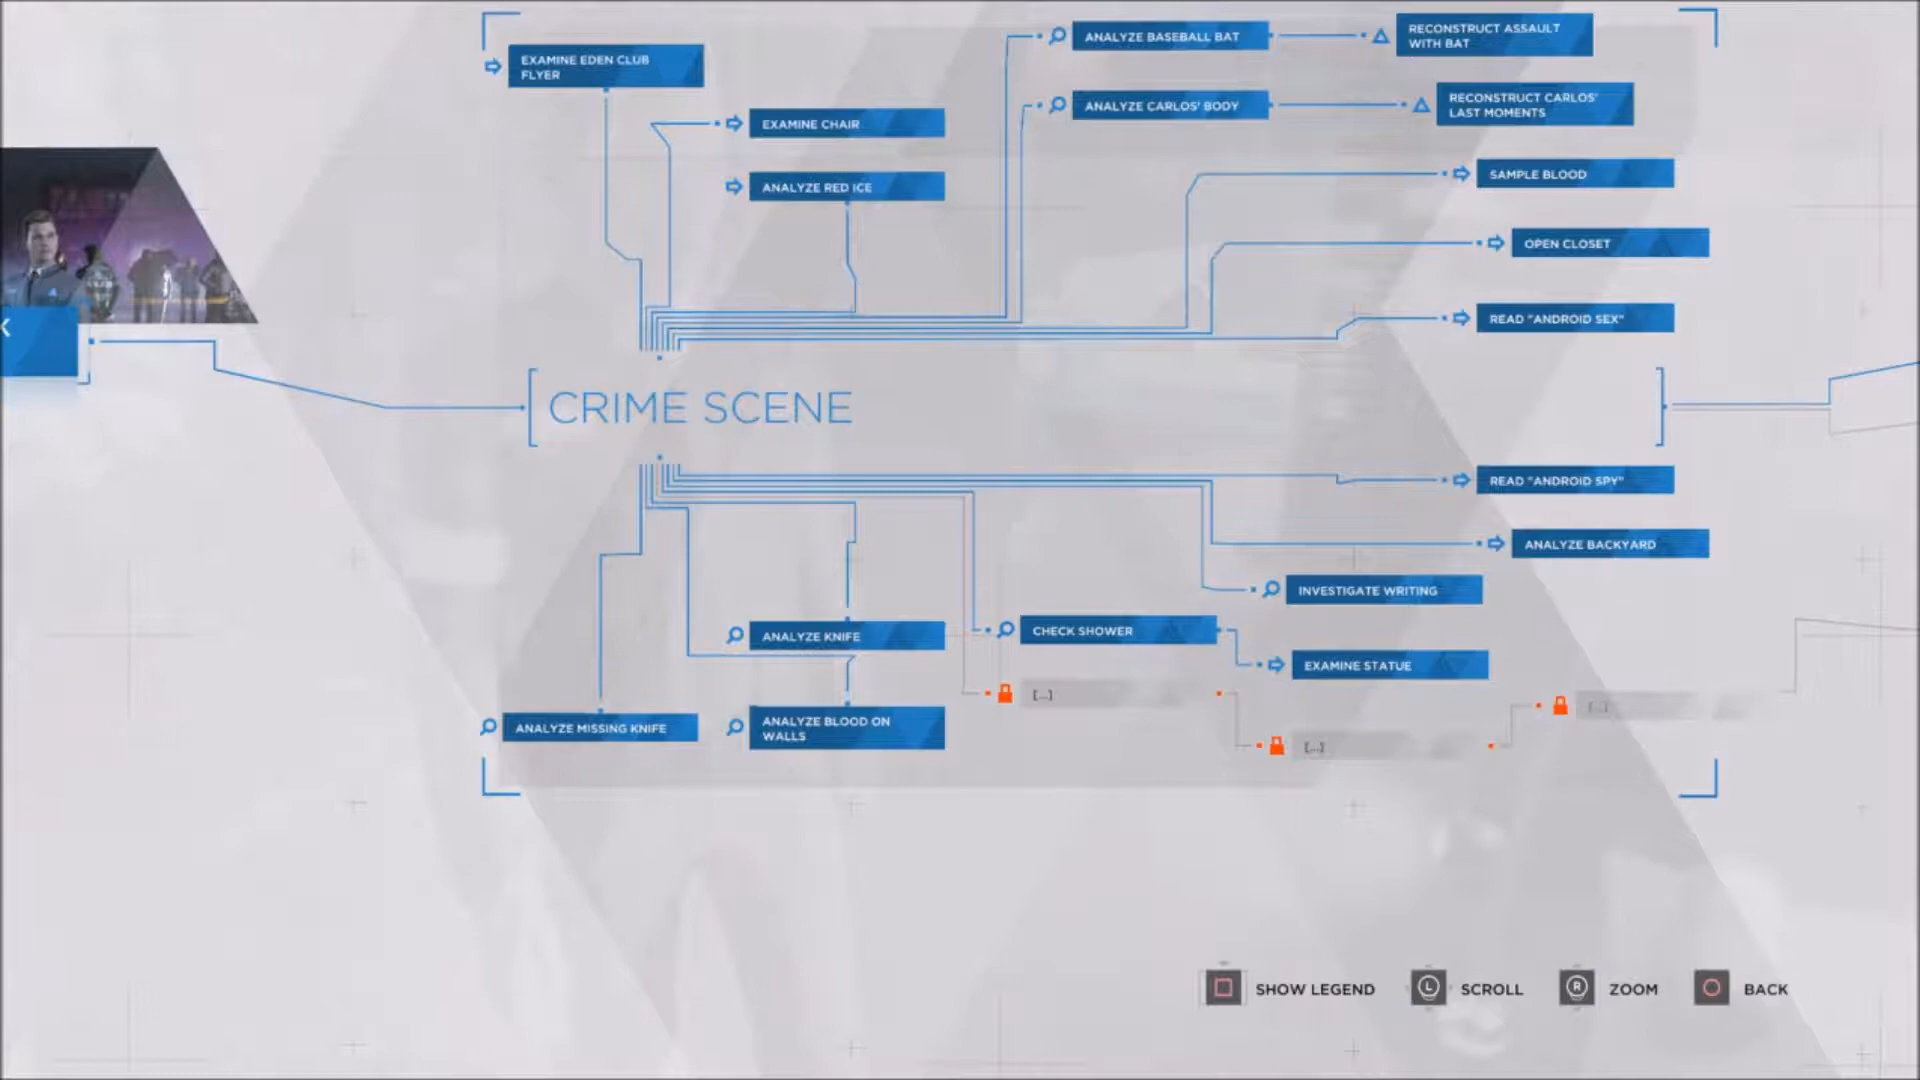 EXAMINE EDEN CLUB
FLYER
EXAMINE CHAIR
ANALYZE RED ICE
ANALYZE BASEBALL BAT
RECONSTRUCT ASSAULT
WITH BAT
ANALYZE CARLOS' BODY
RECONSTRUCT CARLOS'
LAST MOMENTS
SAMPLE BLOOD
OPEN CLOSET
READ "ANDROID SEX"
K
CRIME SCENE
READ "ANDROID SPY"
ANALYZE BACKYARD
INVESTIGATE WRITING
CHECK SHOWER
EXAMINE STATUE
ANALYZE KNIFE
ANALYZE MISSING KNIFE
ANALYZE BLOOD ON
WALLS
[...]
[...]
[...]
SHOW LEGEND
L SCROLL
R ZOOM
BACK